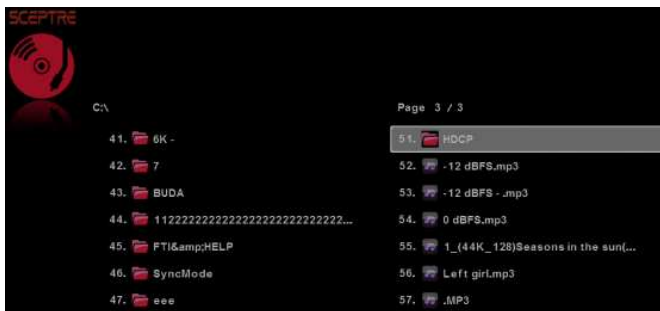 SCEPTRE
C:\
Page 3 / 3
41. 6K -
42. 7
43. BUDA
44. 1122222222222222222222222222...
45. FTI&amp;HELP
46. SyncMode
47. eee
51. HDCP
52. -12 dBFS.mp3
53. -12 dBFS - .mp3
54. 0 dBFS.mp3
55. 1_(44K_128)Seasons in the sun(...
56. Left girl.mp3
57. .MP3